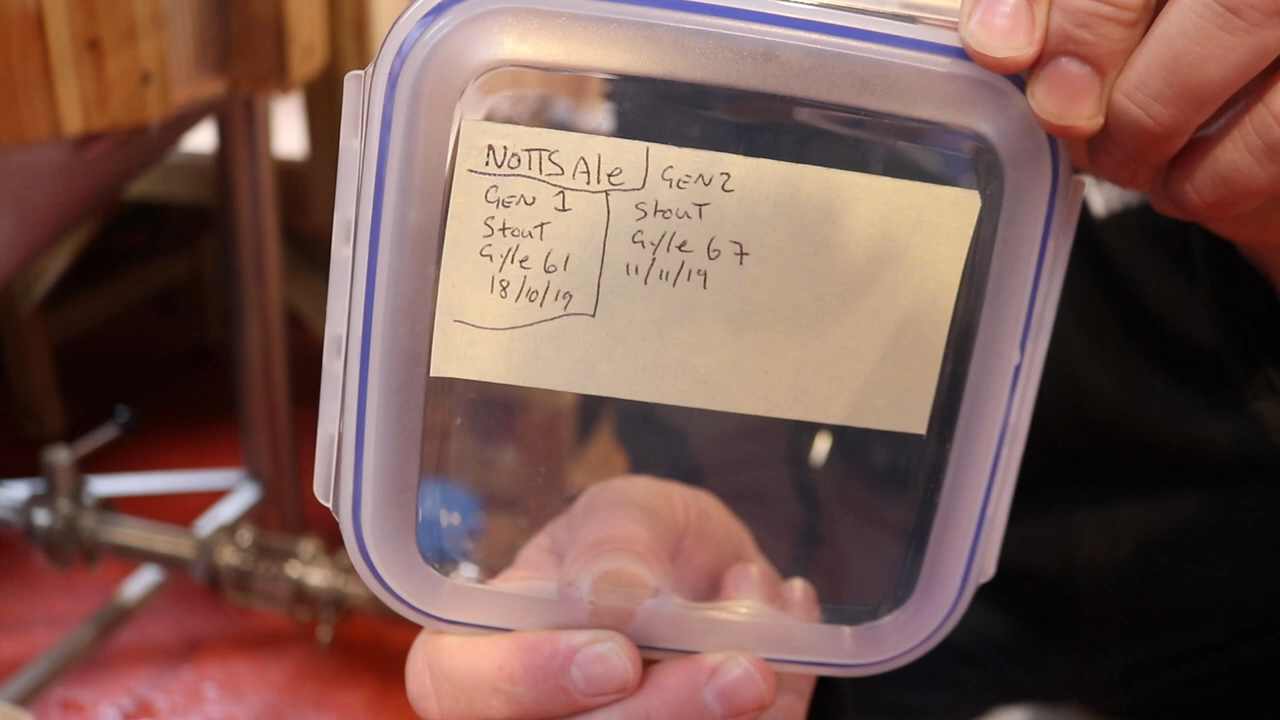 NOTTS Ale
GEN 1
Stout
Gyle 61
18/10/19
GEN 2
Stout
Gyle 67
11/11/19